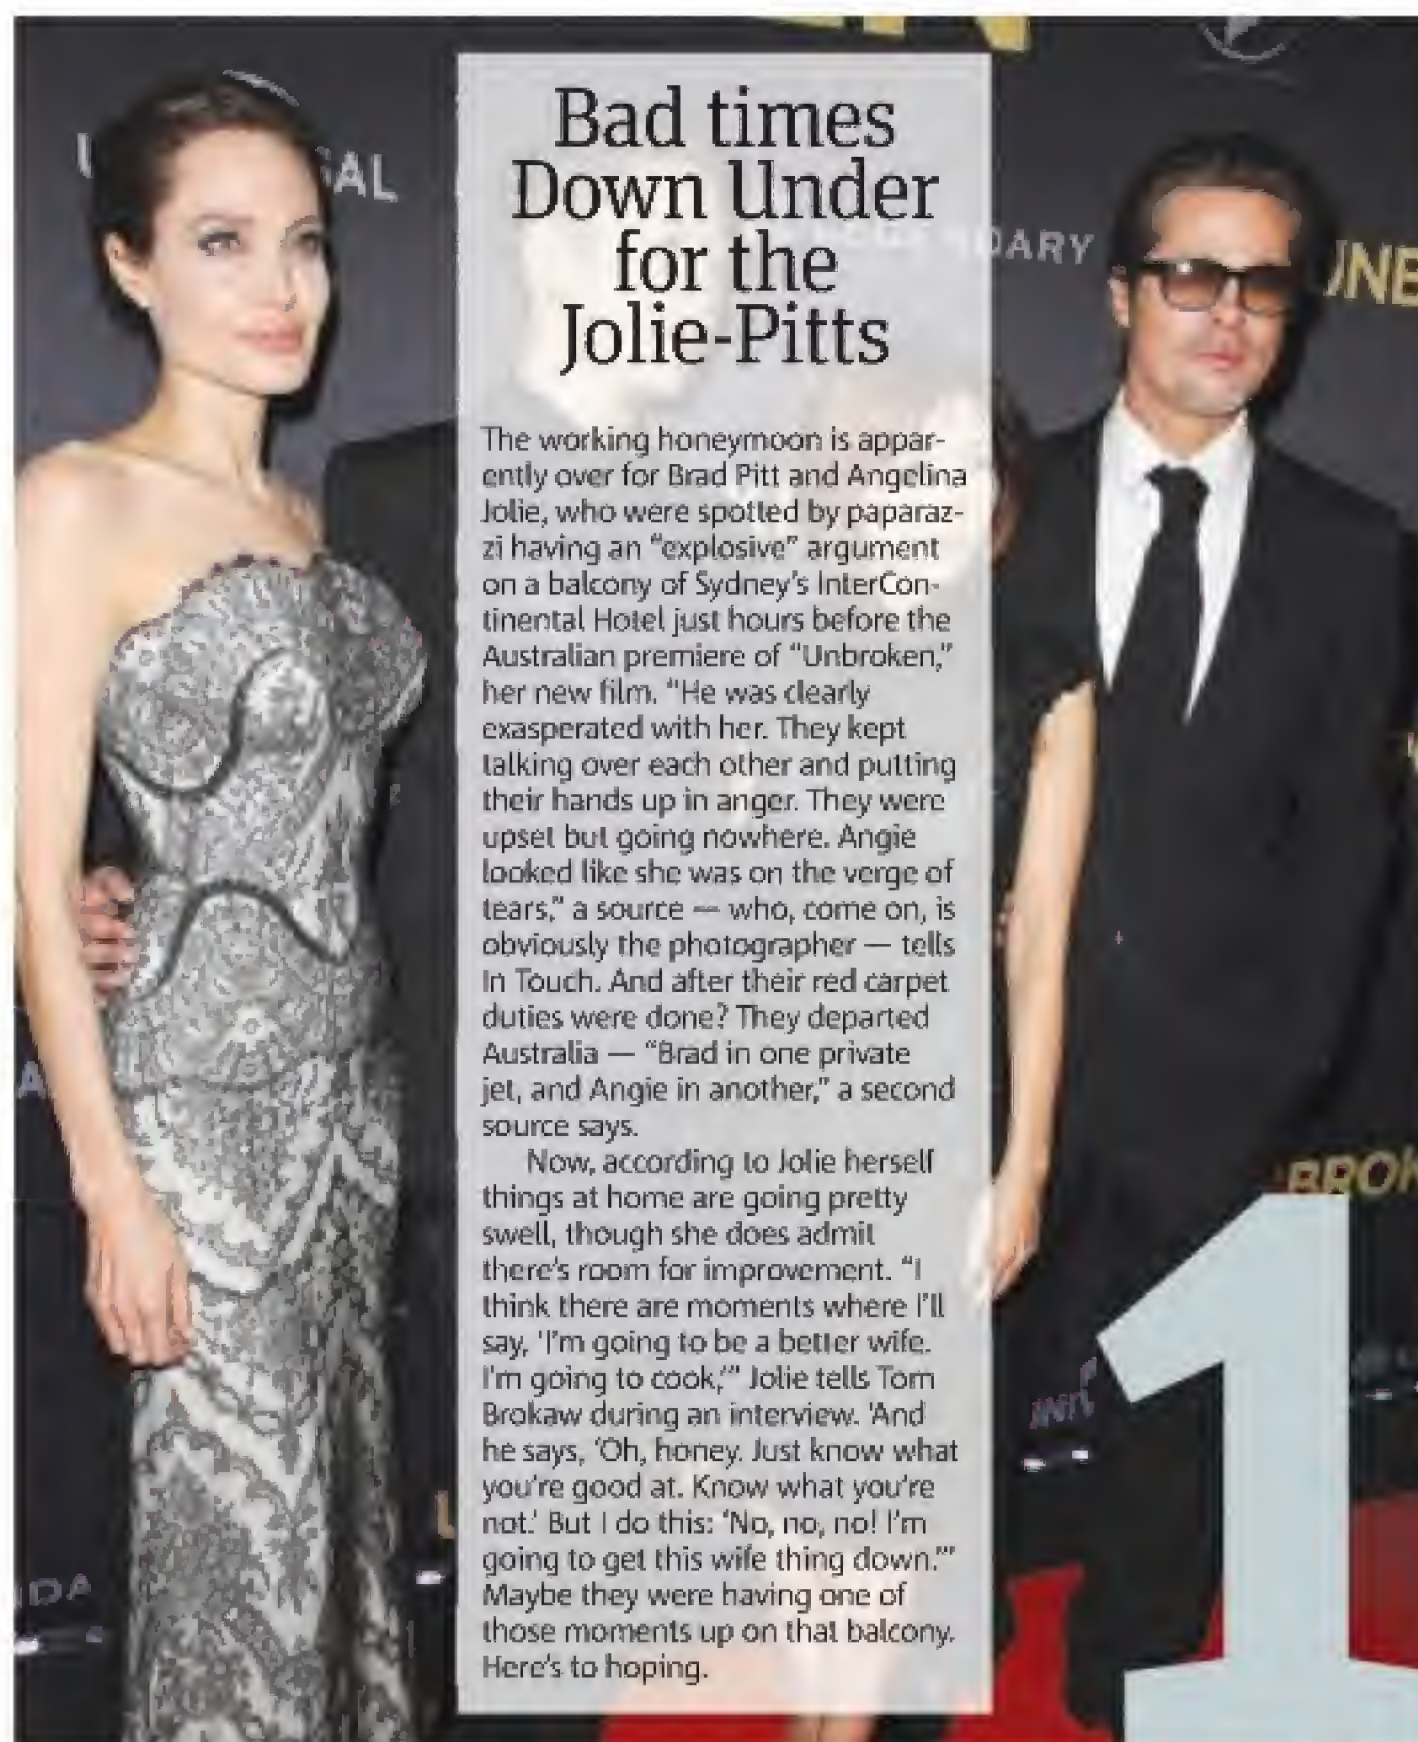 SAL
DARY
Bad times
Down Under
for the
Jolie-Pitts
The working honeymoon is appar-
ently over for Brad Pitt and Angelina
Jolie, who were spotted by paparaz-
zi having an “explosive” argument
on a balcony of Sydney’s InterCon-
tinental Hotel just hours before the
Australian premiere of “Unbroken,”
her new film. “He was clearly
exasperated with her. They kept
talking over each other and putting
their hands up in anger. They were
upset but going nowhere. Angie
looked like she was on the verge of
tears,” a source — who, come on, is
obviously the photographer — tells
In Touch. And after their red carpet
duties were done? They departed
Australia — “Brad in one private
jet, and Angie in another,” a second
source says.
Now, according to Jolie herself
things at home are going pretty
swell, though she does admit
there’s room for improvement. “I
think there are moments where I’ll
say, ‘I’m going to be a better wife.
I’m going to cook,’” Jolie tells Tom
Brokaw during an interview. ‘And
he says, ‘Oh, honey. Just know what
you’re good at. Know what you’re
not.’ But I do this: ‘No, no, no! I’m
going to get this wife thing down.’”
Maybe they were having one of
those moments up on that balcony.
Here’s to hoping.
BROK
1
NDA